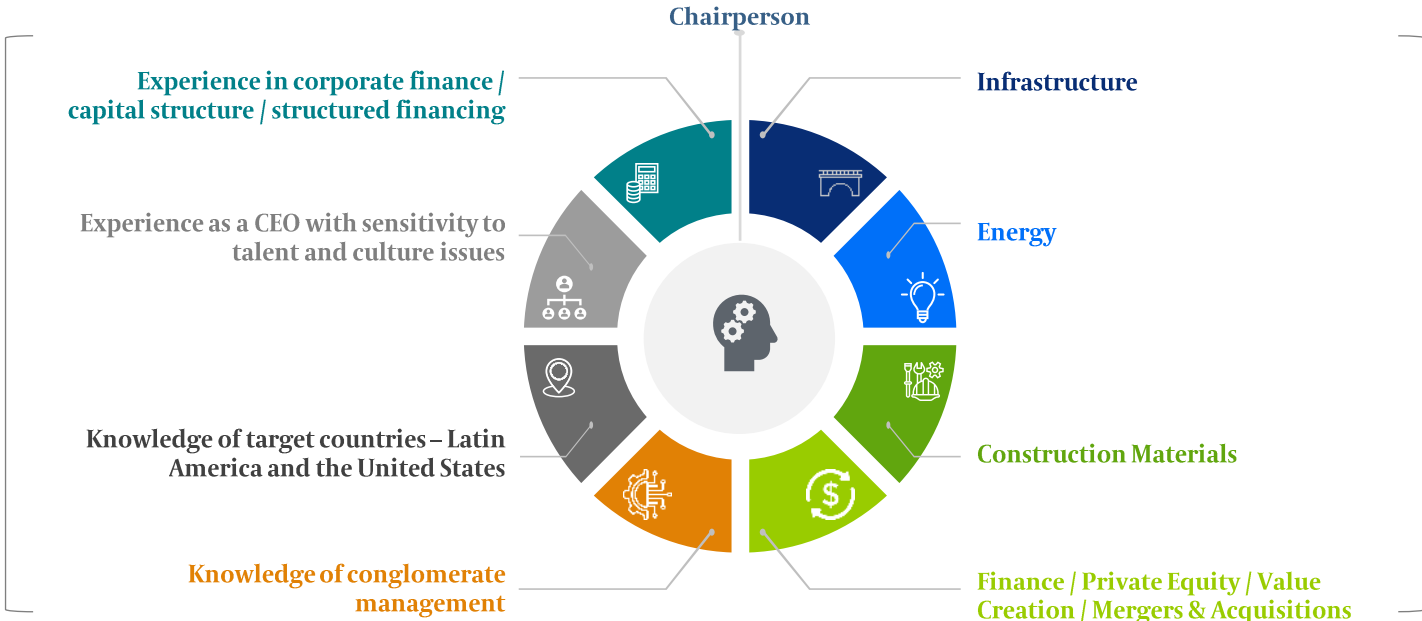 Chairperson
Experience in corporate finance /
capital structure / structured financing
Infrastructure
Experience as a CEO with sensitivity to
talent and culture issues
Energy
Knowledge of target countries – Latin
America and the United States
Construction Materials
Knowledge of conglomerate
management
Finance / Private Equity / Value
Creation / Mergers & Acquisitions
$